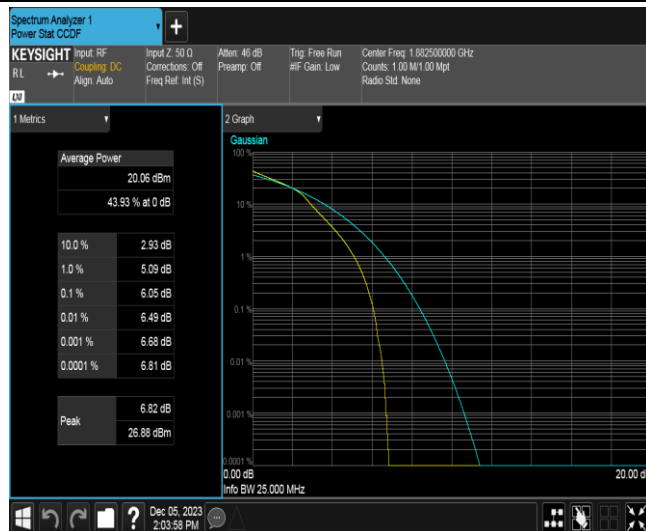 Spectrum Analyzer 1
Power Stat CCDF
KEYSIGHT
RL
Input: RF
Coupling: DC
Align: Auto
Input Z: 50 Ω
Corrections: Off
Freq Ref: Int (S)
Atten: 46 dB
Preamp: Off
Trig: Free Run
#IF Gain: Low
Center Freq: 1.882500000 GHz
Counts: 1.00 M/1.00 Mpt
Radio Std: None
1 Metrics
Average Power
20.06 dBm
43.93 % at 0 dB
10.0 % 2.93 dB
1.0 % 5.09 dB
0.1 % 6.05 dB
0.01 % 6.49 dB
0.001 % 6.68 dB
0.0001 % 6.81 dB
Peak
6.82 dB
26.88 dBm
2 Graph
Gaussian
100 %
10 %
1 %
0.1 %
0.01 %
0.001 %
0.0001 %
0.00 dB
20.00 d
Info BW 25.000 MHz
Dec 05, 2023
2:03:58 PM